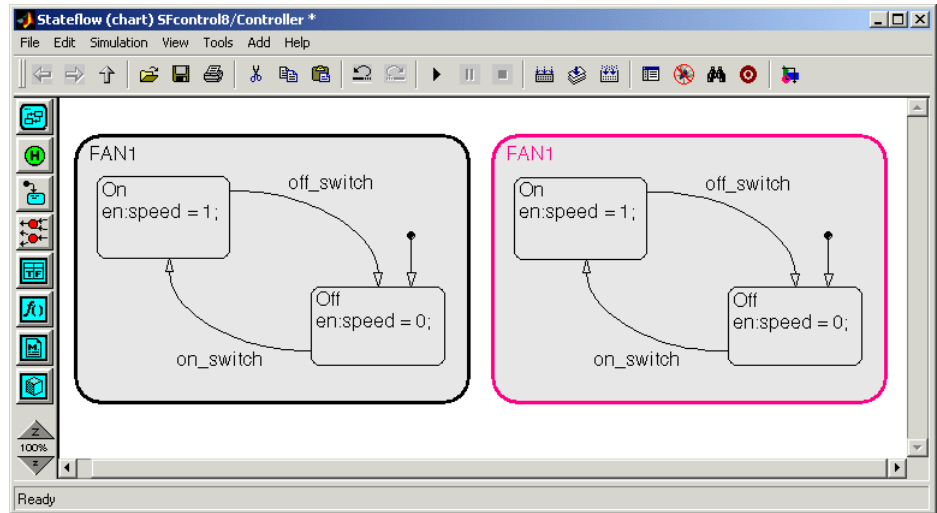 Stateflow (chart) SFcontrol8/Controller *
File Edit Simulation View Tools Add Help
H
TF
f()
M
Z
100%
z
FAN1
On
en:speed = 1;
off_switch
Off
en:speed = 0;
on_switch
FAN1
On
en:speed = 1;
off_switch
Off
en:speed = 0;
on_switch
Ready